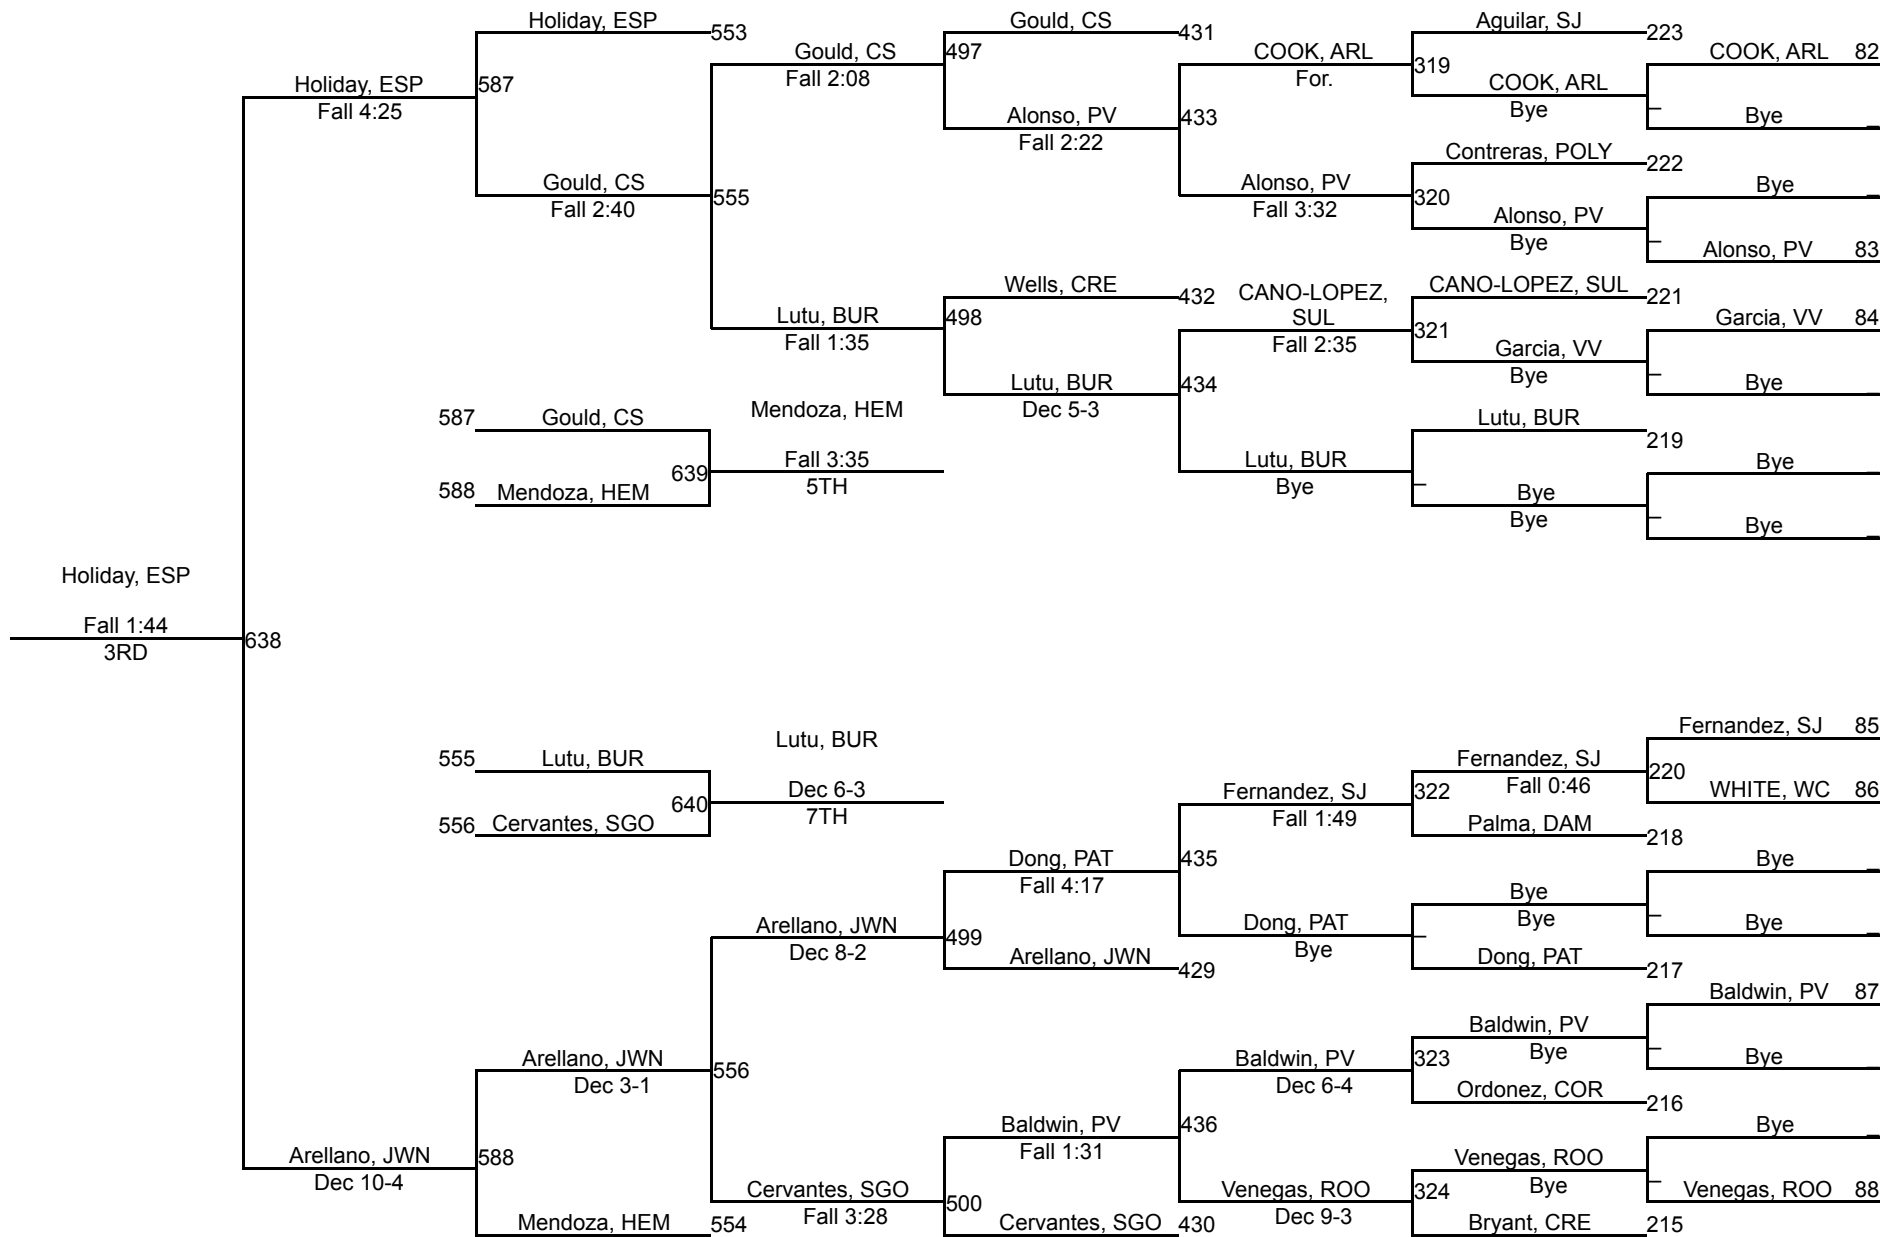 Holiday, ESP
553
Gould, CS
431
Aguilar, SJ
223
Gould, CS
Fall 2:08
497
COOK, ARL
For.
319
COOK, ARL 82
Holiday, ESP
Fall 4:25
587
COOK, ARL
Bye
_
Alonso, PV
Fall 2:22
433
Bye _
Contreras, POLY
222
Gould, CS
Fall 2:40
555
Alonso, PV
Fall 3:32
320
Bye _
Alonso, PV
Bye
_
Alonso, PV 83
Wells, CRE
432
CANO-LOPEZ,
SUL
Fall 2:35
CANO-LOPEZ, SUL
221
Lutu, BUR
Fall 1:35
498
321
Garcia, VV 84
Garcia, VV
Bye
_
Lutu, BUR
Dec 5-3
434
Bye _
587 Gould, CS
Mendoza, HEM
Lutu, BUR
219
639
Fall 3:35
5TH
Lutu, BUR
Bye
_
Bye _
588 Mendoza, HEM
Bye
Bye
_
Bye _
Holiday, ESP
Fall 1:44
3RD
638
Fernandez, SJ 85
555 Lutu, BUR
Lutu, BUR
Fernandez, SJ
Fall 0:46
220
640
Dec 6-3
7TH
Fernandez, SJ
Fall 1:49
322
WHITE, WC 86
556 Cervantes, SGO
Palma, DAM
218
Dong, PAT
Fall 4:17
435
Bye _
Bye
Bye
_
Arellano, JWN
Dec 8-2
499
Dong, PAT
Bye
_
Bye _
Arellano, JWN
429
Dong, PAT
217
Baldwin, PV 87
Baldwin, PV
Bye
_
Arellano, JWN
Dec 3-1
556
Baldwin, PV
Dec 6-4
323
Bye _
Ordonez, COR
216
Baldwin, PV
Fall 1:31
436
Bye _
Arellano, JWN
Dec 10-4
588
Venegas, ROO
Bye
_
Cervantes, SGO
Fall 3:28
500
Venegas, ROO
Dec 9-3
324
Venegas, ROO 88
Mendoza, HEM
554
Cervantes, SGO
430
Bryant, CRE
215